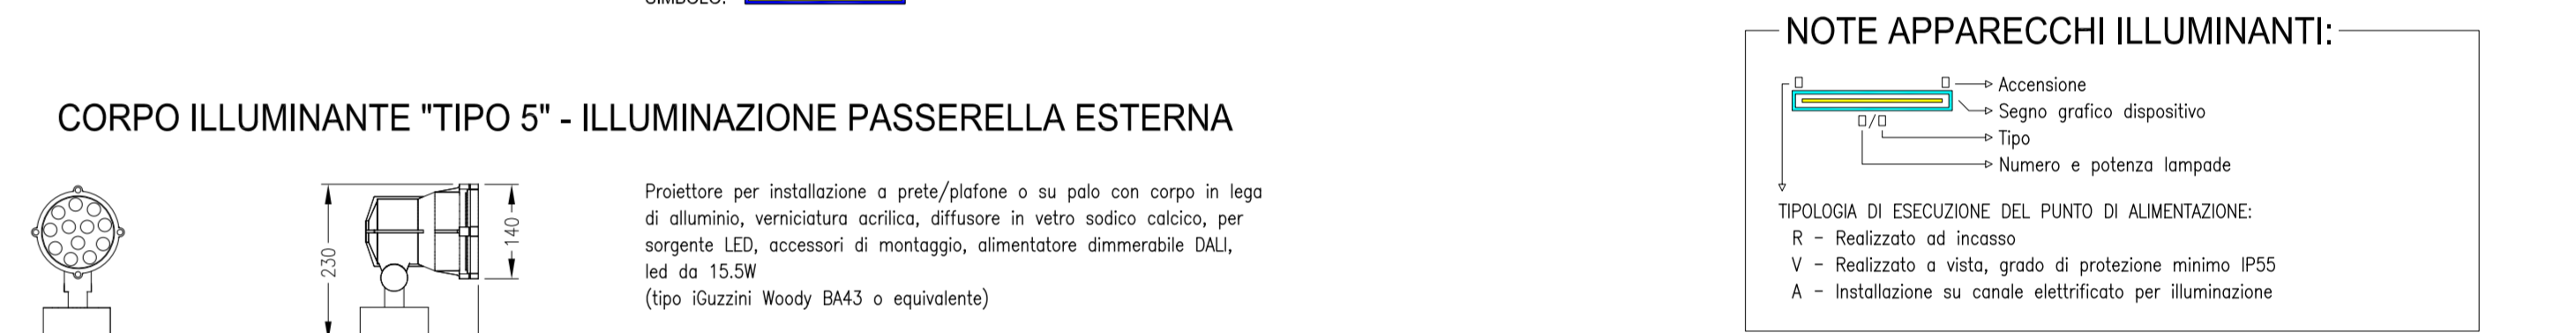 SIMBOLO:
CORPO ILLUMINANTE "TIPO 5" - ILLUMINAZIONE PASSERELLA ESTERNA
230
140
Proiettore per installazione a prete/plafone o su palo con corpo in lega
di alluminio, verniciatura acrilica, diffusore in vetro sodico calcico, per
sorgente LED, accessori di montaggio, alimentatore dimmerabile DALI,
led da 15.5W
(tipo iGuzzini Woody BA43 o equivalente)
NOTE APPARECCHI ILLUMINANTI:
Accensione
Segno grafico dispositivo
/
Tipo
Numero e potenza lampade
TIPOLOGIA DI ESECUZIONE DEL PUNTO DI ALIMENTAZIONE:
R - Realizzato ad incasso
V - Realizzato a vista, grado di protezione minimo IP55
A - Installazione su canale elettrificato per illuminazione